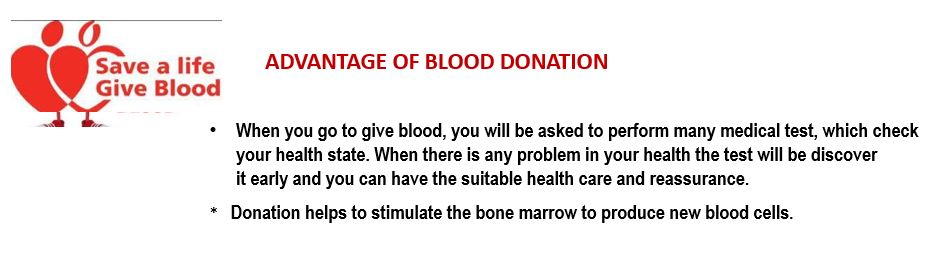 Save a life
Give Blood
ADVANTAGE OF BLOOD DONATION
• When you go to give blood, you will be asked to perform many medical test, which check
your health state. When there is any problem in your health the test will be discover
it early and you can have the suitable health care and reassurance.
* Donation helps to stimulate the bone marrow to produce new blood cells.